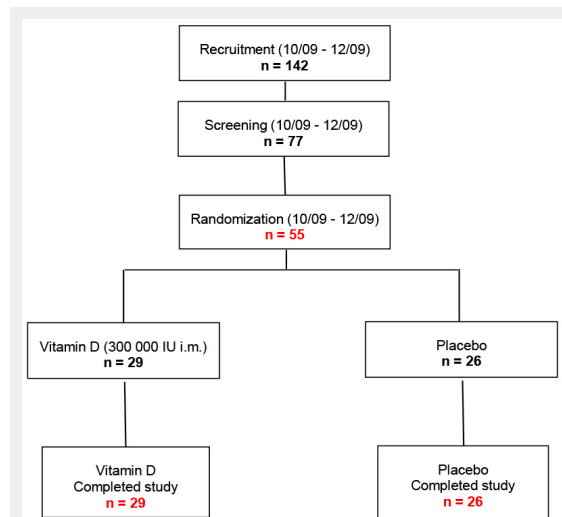 Recruitment (10/09 - 12/09)
n = 142
Screening (10/09 - 12/09)
n = 77
Randomization (10/09 - 12/09)
n = 55
Vitamin D (300 000 IU i.m.)
n = 29
Placebo
n = 26
Vitamin D
Completed study
n = 29
Placebo
Completed study
n = 26